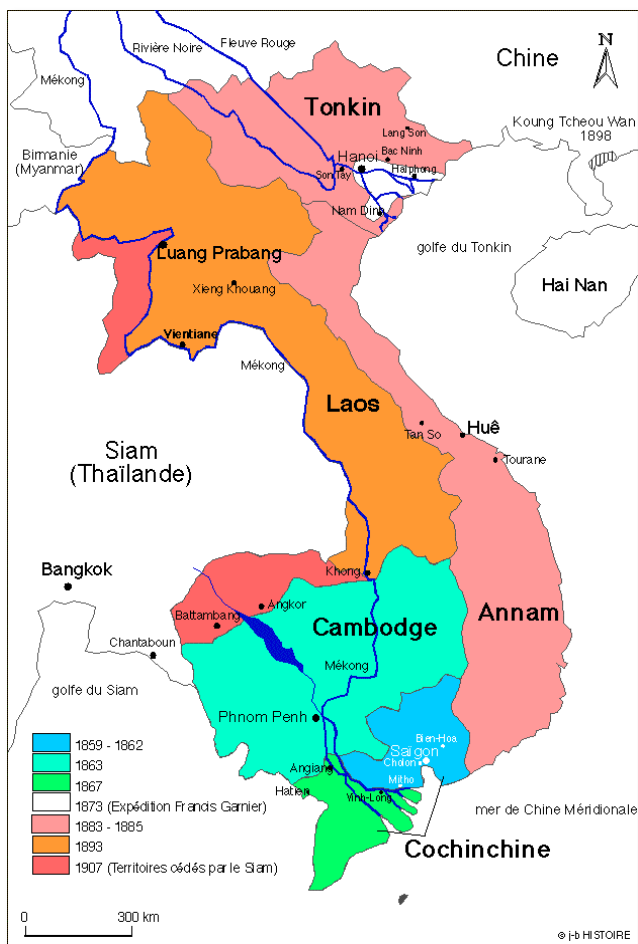 Fleuve Rouge
Rivière Noire
Chine
N
Mékong
Tonkin
Koung Tcheou Wan
1898
Lang Son
Bac Ninh
Birmanie
(Myanmar)
Hanoi
Son Tay
Haïphong
Nam Dinh
golfe du Tonkin
Luang Prabang
Hai Nan
Xieng Khouang
Vientiane
Mékong
Laos
Huê
Tan So
Siam
(Thaïlande)
Tourane
Bangkok
Khong
Angkor
Battambang
Annam
Cambodge
Chantaboun
Mékong
golfe du Siam
Phnom Penh
Bien-Hoa
Saïgon
Cholon
Angiang
Mitho
Hatien
Vinh-Long
mer de Chine Méridionale
Cochinchine
1859 - 1862
1863
1867
1873 (Expédition Francis Garnier)
1883 - 1885
1893
1907 (Territoires cédés par le Siam)
0 300 km
© j-b HISTOIRE